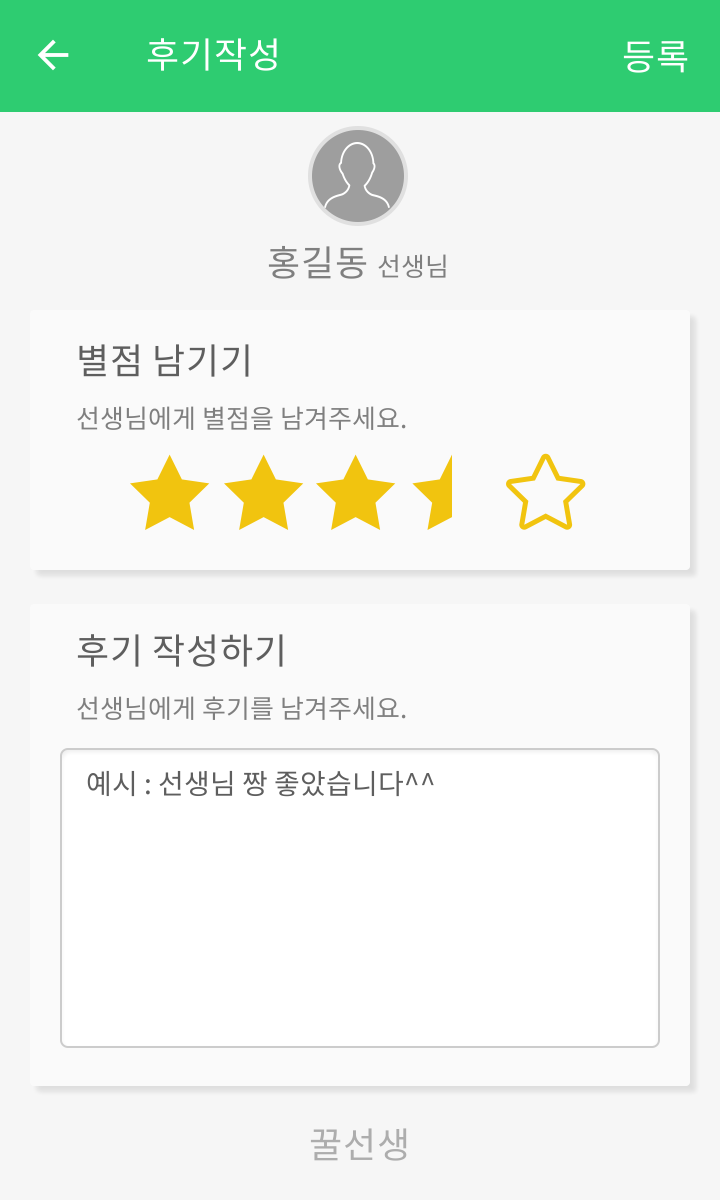 후기작성 등록
홍길동 선생님
별점 남기기
선생님에게 별점을 남겨주세요.
후기 작성하기
선생님에게 후기를 남겨주세요.
예시 : 선생님 짱 좋았습니다^^
꿀선생